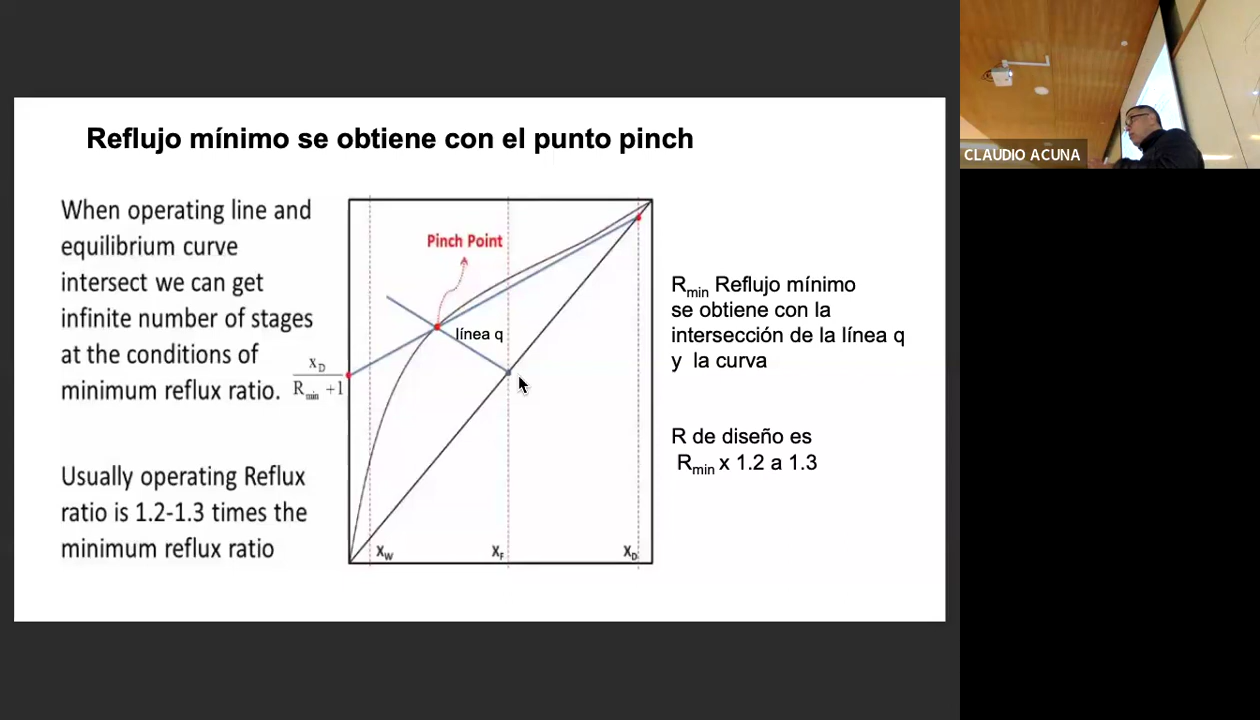 Reflujo mínimo se obtiene con el punto pinch
When operating line and
equilibrium curve
intersect we can get
infinite number of stages
at the conditions of
minimum reflux ratio.
Usually operating Reflux
ratio is 1.2-1.3 times the
minimum reflux ratio
x_D
R_min +1
Pinch Point
línea q
X_W
X_F
X_D
R_min Reflujo mínimo
se obtiene con la
intersección de la línea q
y la curva
R de diseño es
R_min x 1.2 a 1.3
CLAUDIO ACUNA